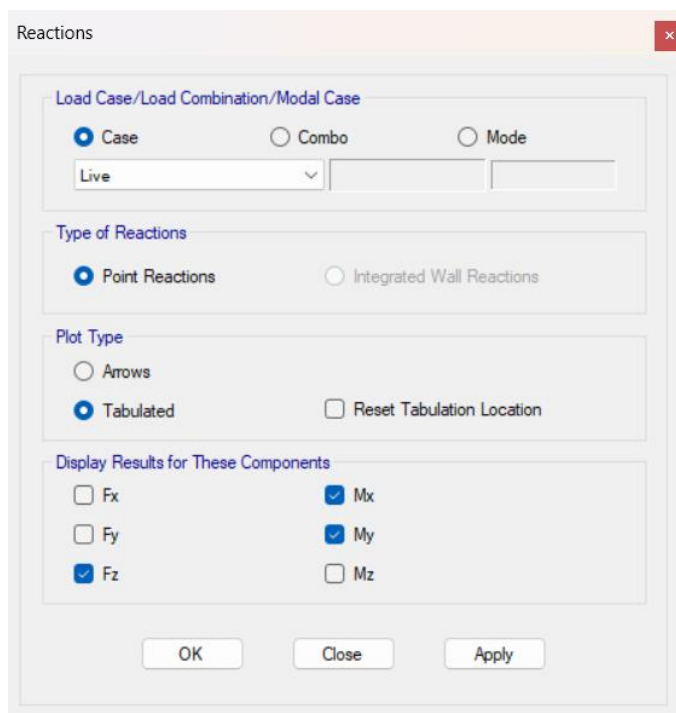 Reactions
Load Case/Load Combination/Modal Case
Case Combo Mode
Live
Type of Reactions
Point Reactions Integrated Wall Reactions
Plot Type
Arrows
Tabulated Reset Tabulation Location
Display Results for These Components
Fx Mx
Fy My
Fz Mz
OK Close Apply